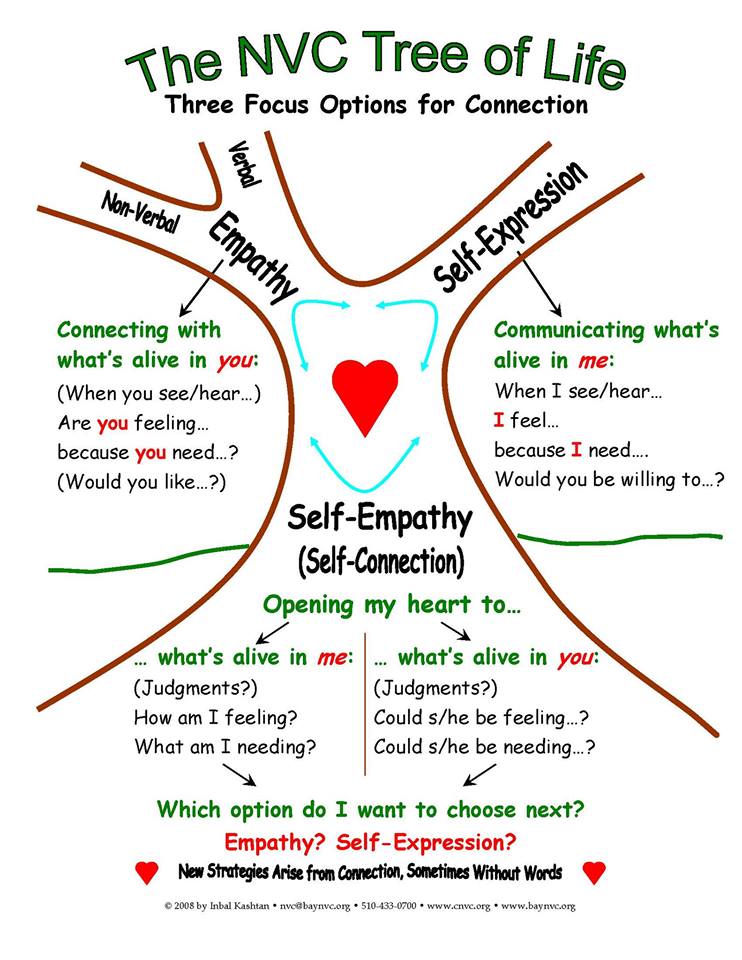 The NVC Tree of Life
Three Focus Options for Connection
Non-Verbal
Verbal
Empathy
Self-Expression
Connecting with
what's alive in you:
(When you see/hear…)
Are you feeling…
because you need…?
(Would you like…?)
Communicating what's
alive in me:
When I see/hear…
I feel…
because I need….
Would you be willing to…?
Self-Empathy
(Self-Connection)
Opening my heart to…
… what's alive in me:
(Judgments?)
How am I feeling?
What am I needing?
… what's alive in you:
(Judgments?)
Could s/he be feeling…?
Could s/he be needing…?
Which option do I want to choose next?
Empathy? Self-Expression?
New Strategies Arise from Connection, Sometimes Without Words
© 2008 by Inbal Kashtan • nvc@baynvc.org • 510-433-0700 • www.cnvc.org • www.baynvc.org